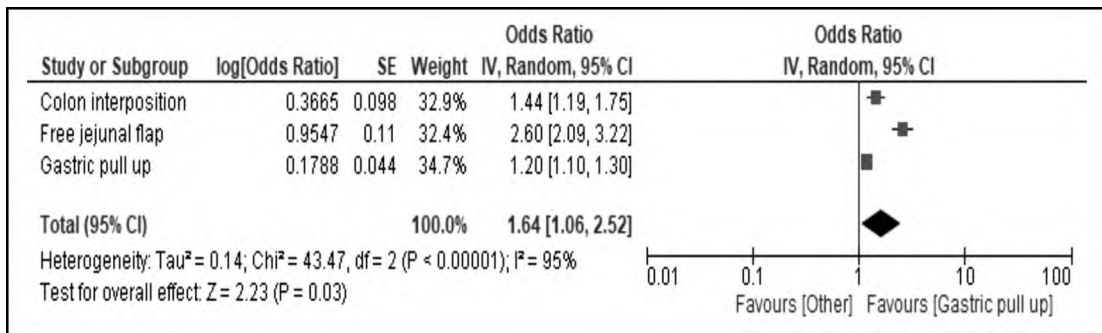 Odds Ratio Odds Ratio
Study or Subgroup log[Odds Ratio] SE Weight IV, Random, 95% CI IV, Random, 95% CI
Colon interposition 0.3665 0.098 32.9% 1.44 [1.19, 1.75]
Free jejunal flap 0.9547 0.11 32.4% 2.60 [2.09, 3.22]
Gastric pull up 0.1788 0.044 34.7% 1.20 [1.10, 1.30]
Total (95% CI) 100.0% 1.64 [1.06, 2.52]
Heterogeneity: Tau² = 0.14; Chi² = 43.47, df = 2 (P < 0.00001); I² = 95%
Test for overall effect: Z = 2.23 (P = 0.03)
0.01 0.1 1 10 100
Favours [Other] Favours [Gastric pull up]